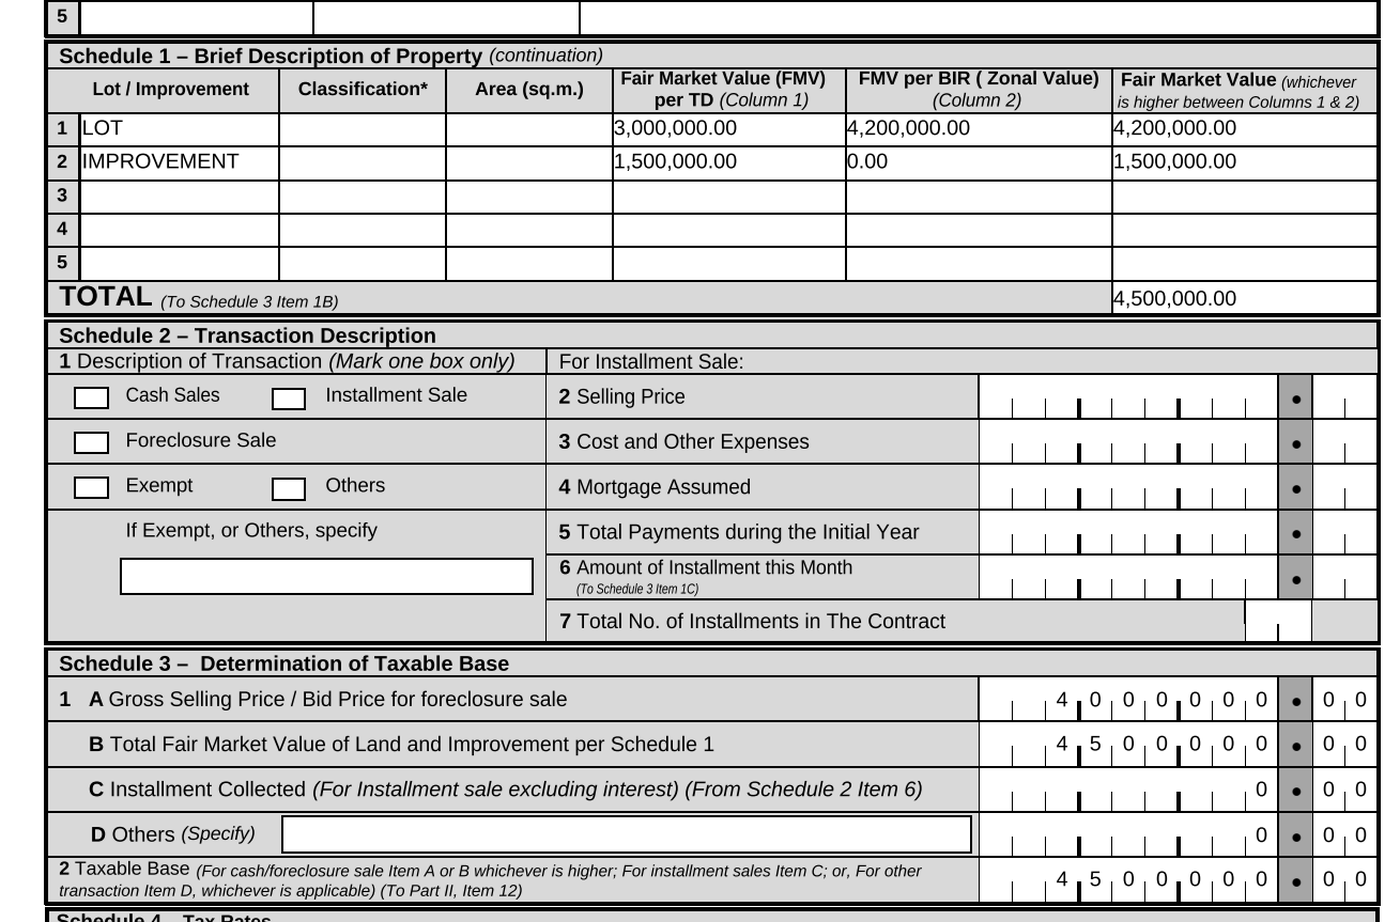 5
Schedule 1 – Brief Description of Property (continuation)
Lot / Improvement Classification* Area (sq.m.) Fair Market Value (FMV) per TD (Column 1) FMV per BIR ( Zonal Value) (Column 2) Fair Market Value (whichever is higher between Columns 1 & 2)
1 LOT 3,000,000.00 4,200,000.00 4,200,000.00
2 IMPROVEMENT 1,500,000.00 0.00 1,500,000.00
3
4
5
TOTAL (To Schedule 3 Item 1B) 4,500,000.00
Schedule 2 – Transaction Description
1 Description of Transaction (Mark one box only) For Installment Sale:
Cash Sales Installment Sale 2 Selling Price
Foreclosure Sale 3 Cost and Other Expenses
Exempt Others 4 Mortgage Assumed
If Exempt, or Others, specify 5 Total Payments during the Initial Year
6 Amount of Installment this Month
(To Schedule 3 Item 1C)
7 Total No. of Installments in The Contract
Schedule 3 – Determination of Taxable Base
1 A Gross Selling Price / Bid Price for foreclosure sale 4 0 0 0 0 0 0 • 0 0
B Total Fair Market Value of Land and Improvement per Schedule 1 4 5 0 0 0 0 0 • 0 0
C Installment Collected (For Installment sale excluding interest) (From Schedule 2 Item 6) 0 • 0 0
D Others (Specify) 0 • 0 0
2 Taxable Base (For cash/foreclosure sale Item A or B whichever is higher; For installment sales Item C; or, For other
transaction Item D, whichever is applicable) (To Part II, Item 12) 4 5 0 0 0 0 0 • 0 0
Schedule 4 – Tax Rates